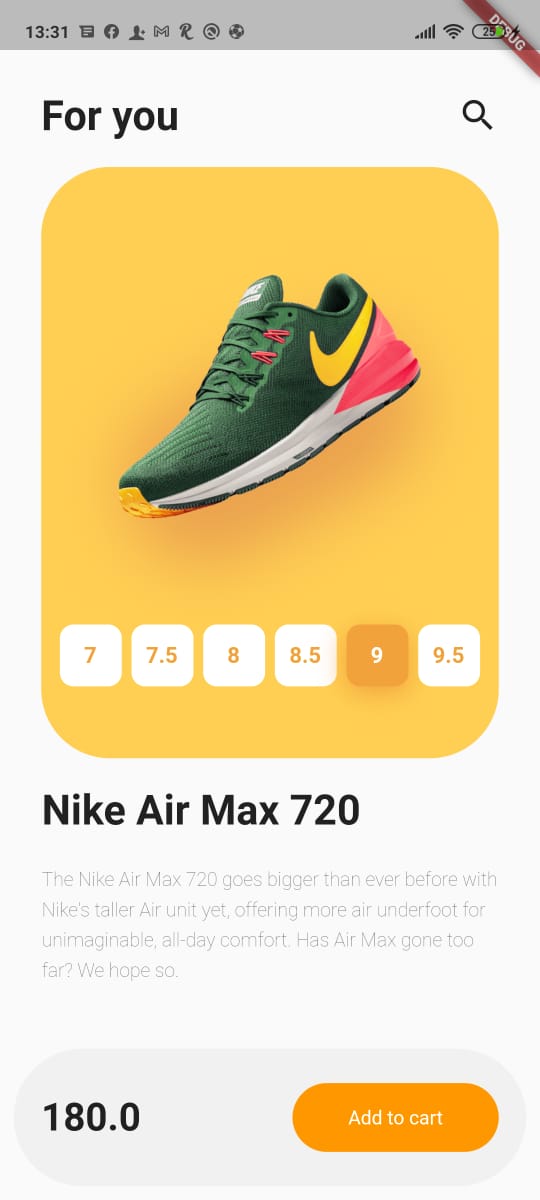 13:31
25
DEBUG
For you
7 7.5 8 8.5 9 9.5
Nike Air Max 720
The Nike Air Max 720 goes bigger than ever before with
Nike's taller Air unit yet, offering more air underfoot for
unimaginable, all-day comfort. Has Air Max gone too
far? We hope so.
180.0
Add to cart